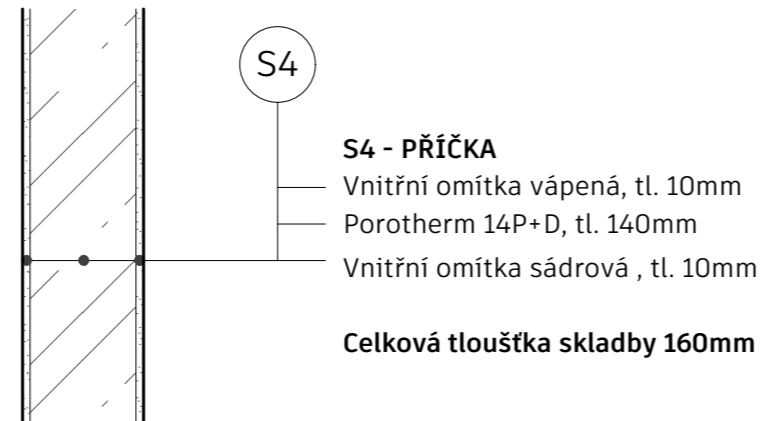 S4
S4 - PŘÍČKA
Vnitřní omítka vápená, tl. 10mm
Porotherm 14P+D, tl. 140mm
Vnitřní omítka sádrová , tl. 10mm
Celková tloušťka skladby 160mm